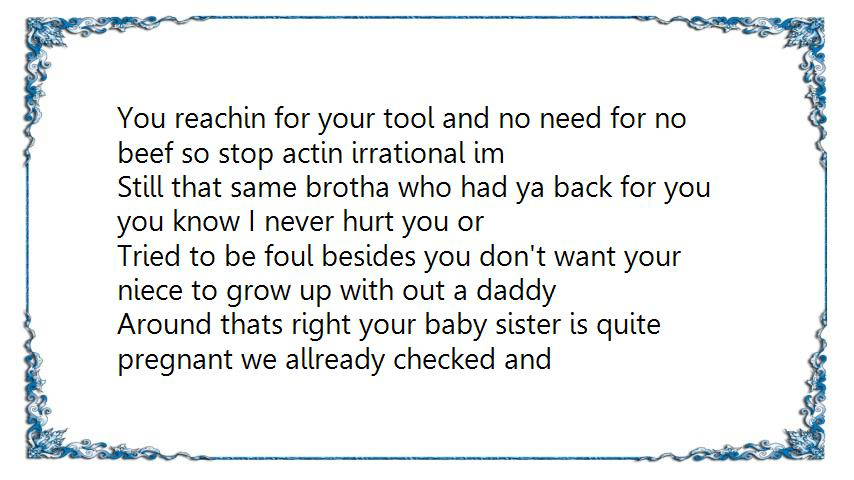 You reachin for your tool and no need for no
beef so stop actin irrational im
Still that same brotha who had ya back for you
you know I never hurt you or
Tried to be foul besides you don't want your
niece to grow up with out a daddy
Around thats right your baby sister is quite
pregnant we allready checked and